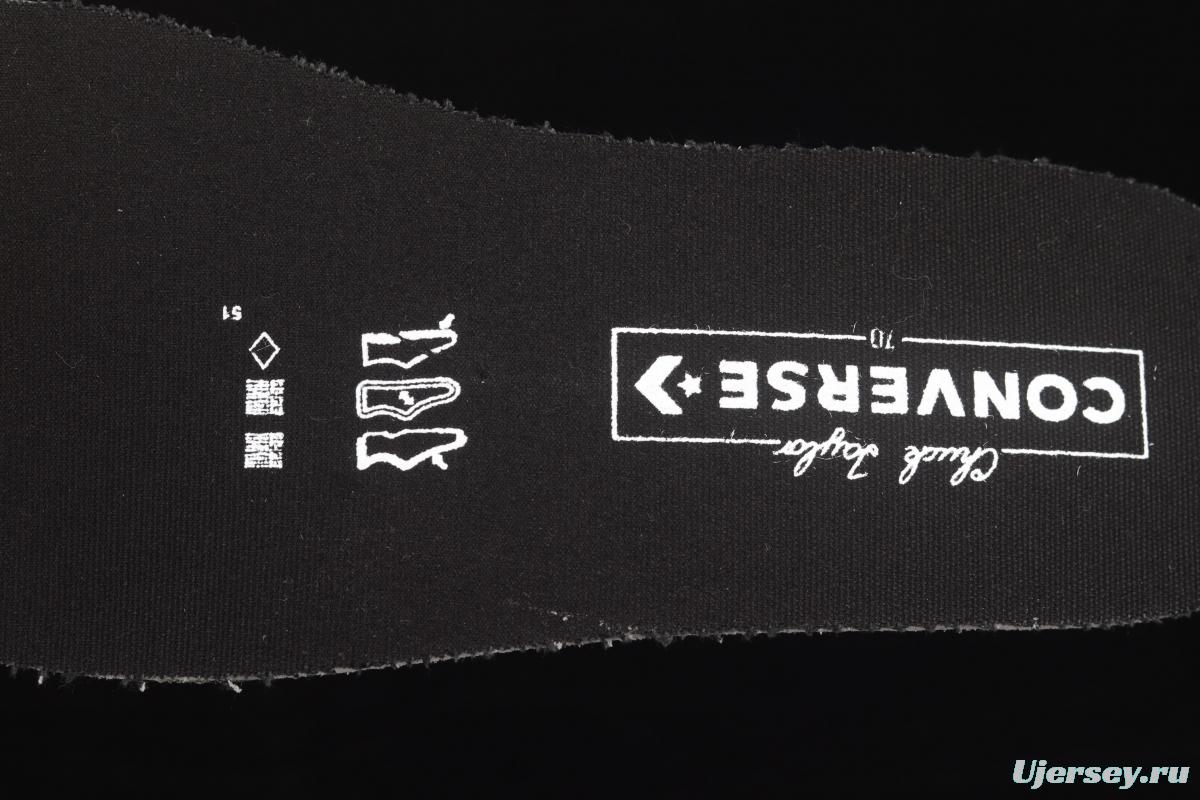 Chuck Taylor
CONVERSE
70
51
Ujersey.ru